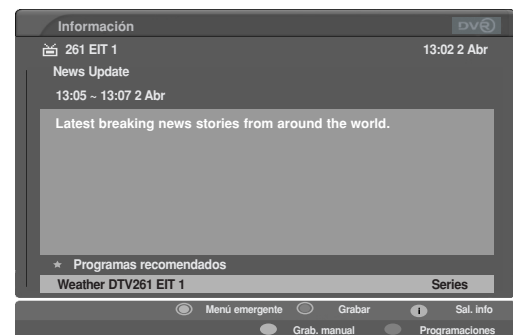 Información DVR
261 EIT 1 13:02 2 Abr
News Update
13:05 ~ 13:07 2 Abr
Latest breaking news stories from around the world.
★ Programas recomendados
Weather DTV261 EIT 1 Series
Menú emergente Grabar i Sal. info
Grab. manual Programaciones